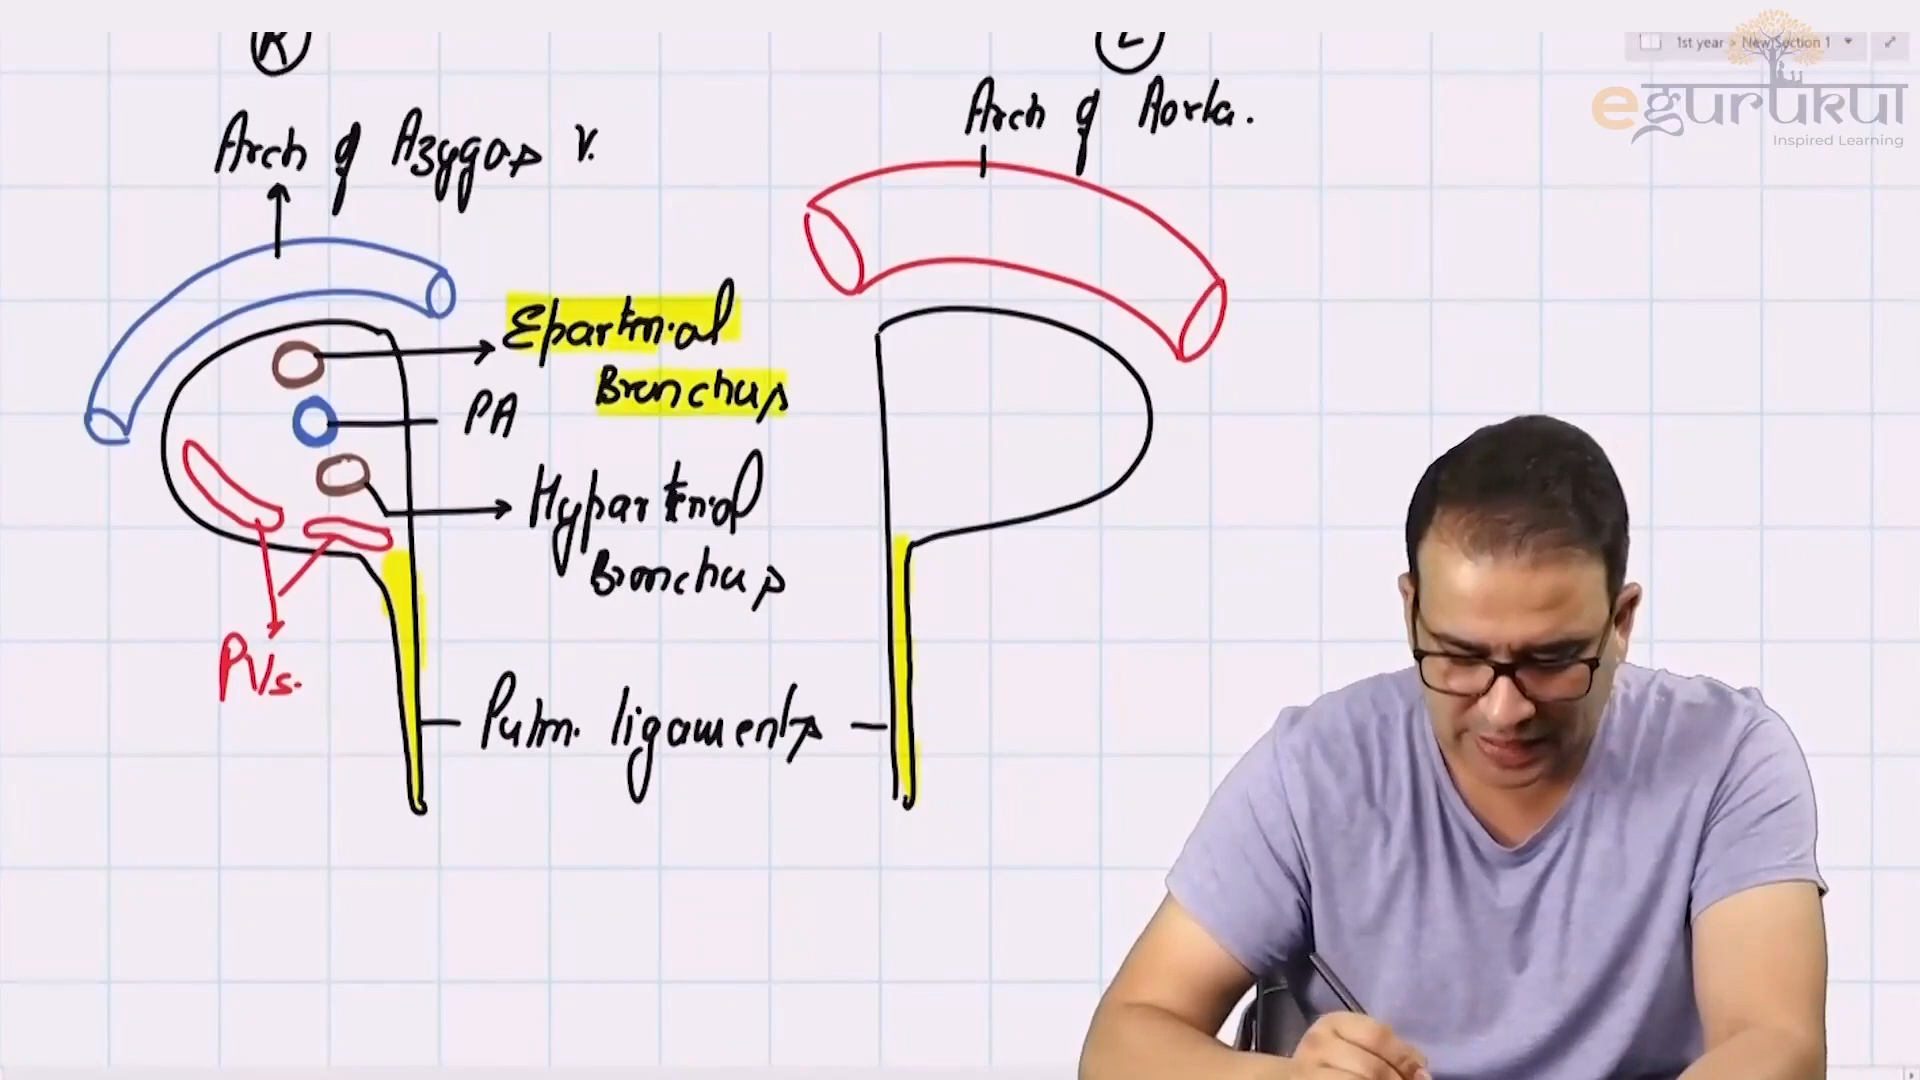 1st year > New Section 1
egurukul
Inspired Learning
R
L
Arch of Azygos V.
Arch of Aorta.
Eparterial
Bronchus
PA
Hyparterial
Bronchus
PVs.
Pulm. ligaments